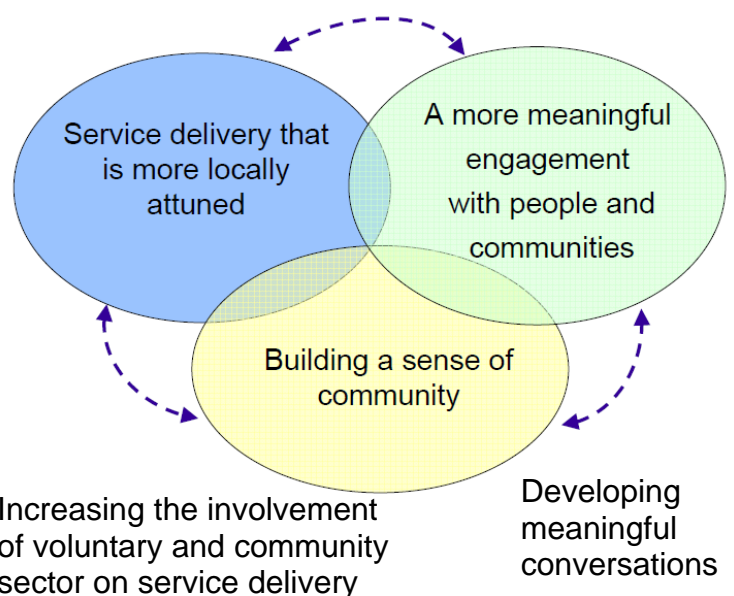 Service delivery that
is more locally
attuned
A more meaningful
engagement
with people and
communities
Building a sense of
community
Increasing the involvement
of voluntary and community
sector on service delivery
Developing
meaningful
conversations